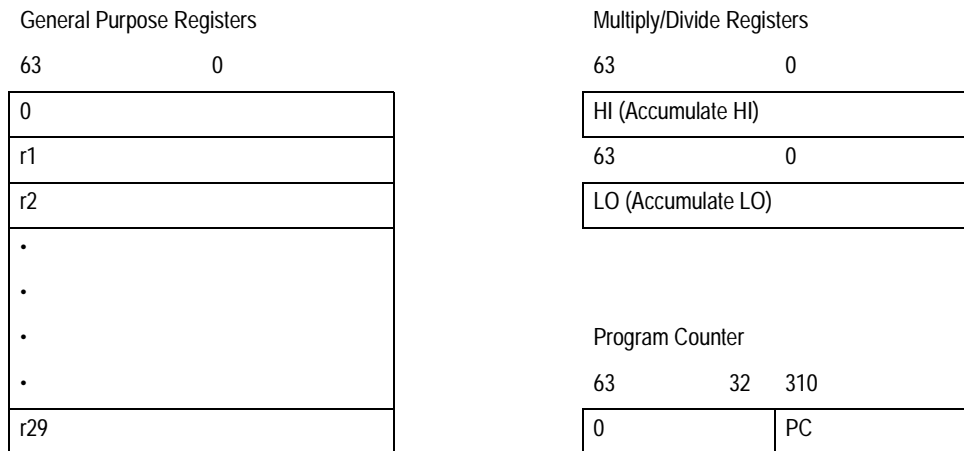 General Purpose Registers
63 0
0
r1
r2
•
•
•
•
r29
Multiply/Divide Registers
63 0
HI (Accumulate HI)
63 0
LO (Accumulate LO)
Program Counter
63 32 310
0 PC